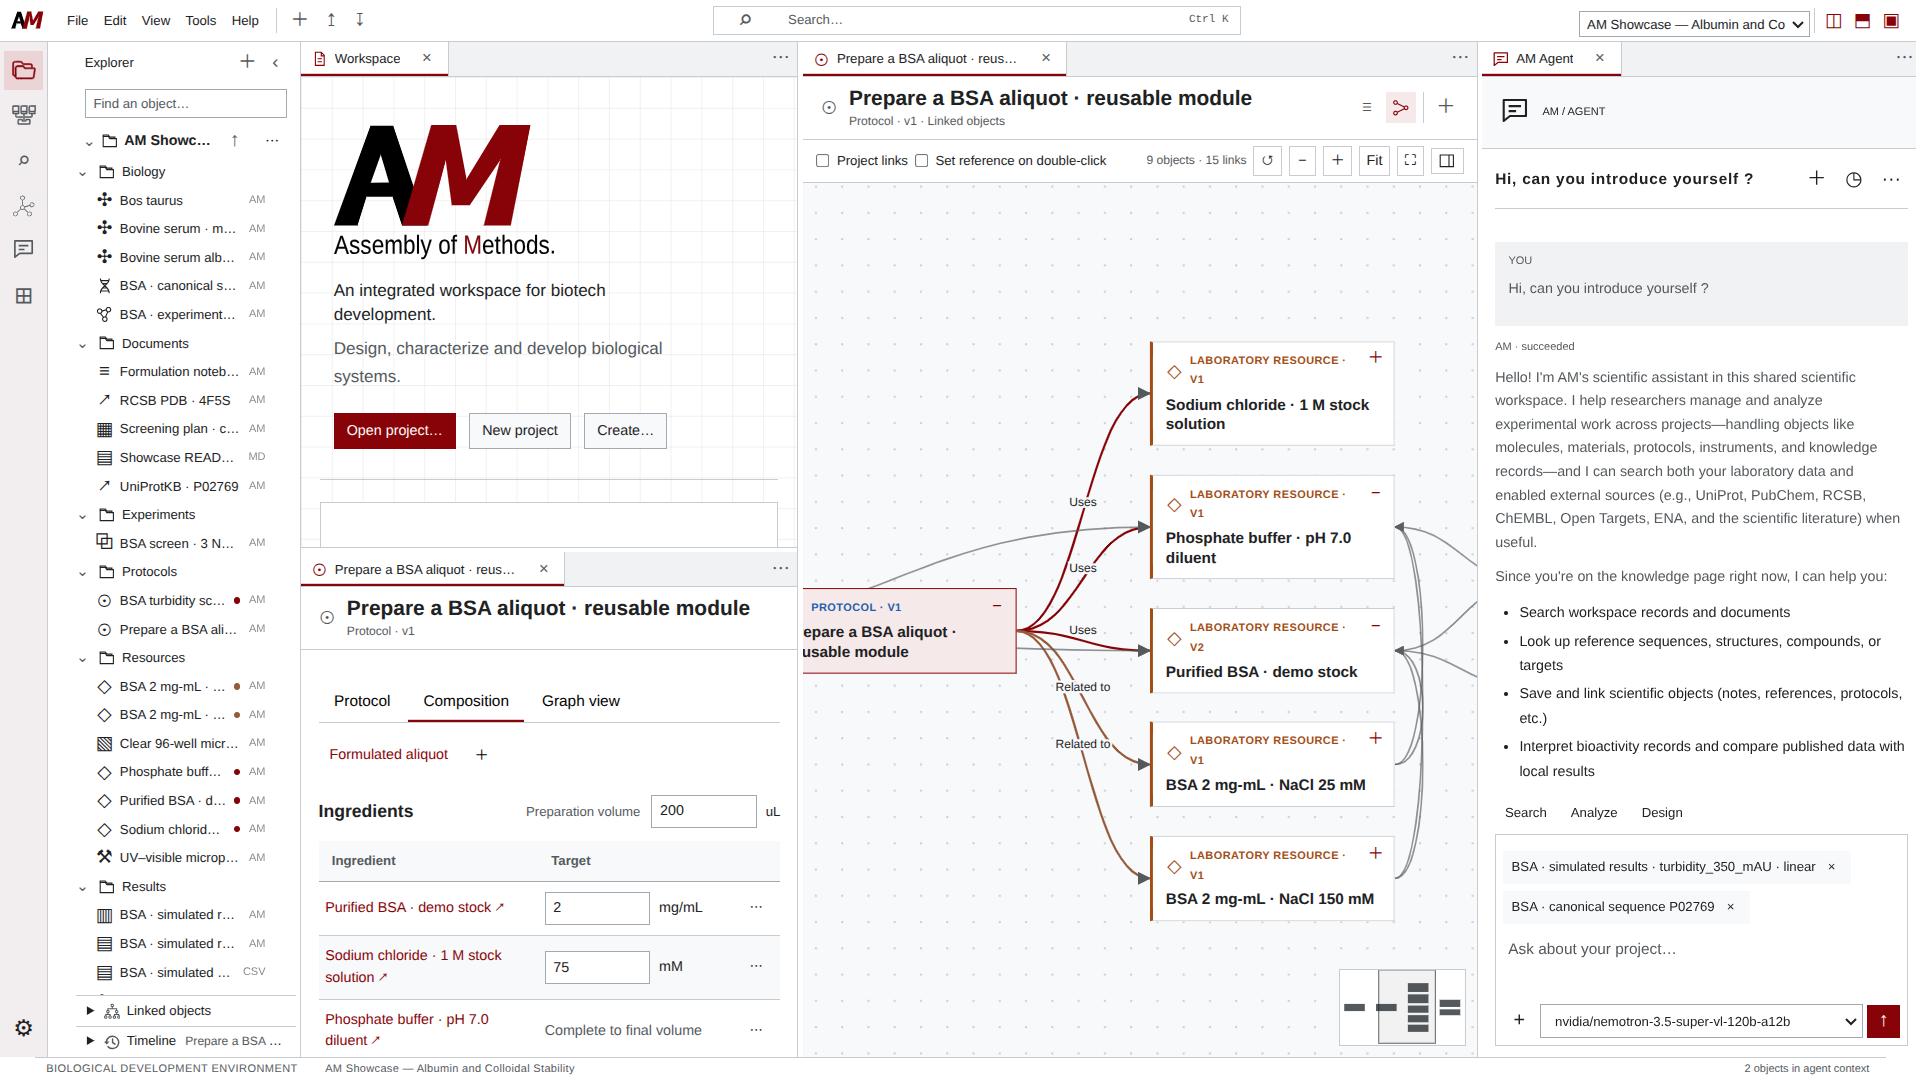 AM File Edit View Tools Help
Search… Ctrl K
AM Showcase — Albumin and Co
Explorer
Find an object…
AM Showc…
Biology
Bos taurus AM
Bovine serum · m… AM
Bovine serum alb… AM
BSA · canonical s… AM
BSA · experiment… AM
Documents
Formulation noteb… AM
RCSB PDB · 4F5S AM
Screening plan · c… AM
Showcase READ… MD
UniProtKB · P02769 AM
Experiments
BSA screen · 3 N… AM
Protocols
BSA turbidity sc… AM
Prepare a BSA ali… AM
Resources
BSA 2 mg-mL · … AM
BSA 2 mg-mL · … AM
Clear 96-well micr… AM
Phosphate buff… AM
Purified BSA · d… AM
Sodium chlorid… AM
UV–visible microp… AM
Results
BSA · simulated r… AM
BSA · simulated r… AM
BSA · simulated … CSV
Linked objects
Timeline Prepare a BSA …
Workspace ×
AM
Assembly of Methods.
An integrated workspace for biotech
development.
Design, characterize and develop biological
systems.
Open project… New project Create…
Prepare a BSA aliquot · reus… ×
Prepare a BSA aliquot · reusable module
Protocol · v1
Protocol Composition Graph view
Formulated aliquot +
Ingredients Preparation volume 200 uL
Ingredient Target
Purified BSA · demo stock ↗ 2 mg/mL
Sodium chloride · 1 M stock
solution ↗ 75 mM
Phosphate buffer · pH 7.0
diluent ↗ Complete to final volume
Prepare a BSA aliquot · reus… ×
Prepare a BSA aliquot · reusable module
Protocol · v1 · Linked objects
Project links Set reference on double-click 9 objects · 15 links − + Fit
LABORATORY RESOURCE ·
V1
Sodium chloride · 1 M stock
solution
Uses
LABORATORY RESOURCE ·
V1
Phosphate buffer · pH 7.0
diluent
Uses
PROTOCOL · V1
epare a BSA aliquot ·
usable module
Uses
LABORATORY RESOURCE ·
V2
Purified BSA · demo stock
Related to
LABORATORY RESOURCE ·
V1
BSA 2 mg-mL · NaCl 25 mM
Related to
LABORATORY RESOURCE ·
V1
BSA 2 mg-mL · NaCl 150 mM
AM Agent ×
AM / AGENT
Hi, can you introduce yourself ?
YOU
Hi, can you introduce yourself ?
AM · succeeded
Hello! I'm AM's scientific assistant in this shared scientific
workspace. I help researchers manage and analyze
experimental work across projects—handling objects like
molecules, materials, protocols, instruments, and knowledge
records—and I can search both your laboratory data and
enabled external sources (e.g., UniProt, PubChem, RCSB,
ChEMBL, Open Targets, ENA, and the scientific literature) when
useful.
Since you're on the knowledge page right now, I can help you:
• Search workspace records and documents
• Look up reference sequences, structures, compounds, or
targets
• Save and link scientific objects (notes, references, protocols,
etc.)
• Interpret bioactivity records and compare published data with
local results
Search Analyze Design
BSA · simulated results · turbidity_350_mAU · linear ×
BSA · canonical sequence P02769 ×
Ask about your project…
+ nvidia/nemotron-3.5-super-vl-120b-a12b ↑
BIOLOGICAL DEVELOPMENT ENVIRONMENT AM Showcase — Albumin and Colloidal Stability 2 objects in agent context